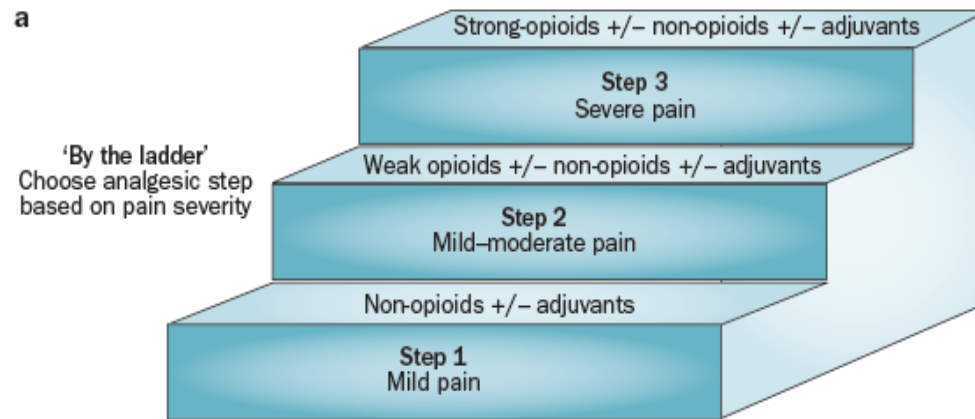 a
Strong-opioids +/– non-opioids +/– adjuvants
Step 3
Severe pain
'By the ladder'
Choose analgesic step
based on pain severity
Weak opioids +/– non-opioids +/– adjuvants
Step 2
Mild–moderate pain
Non-opioids +/– adjuvants
Step 1
Mild pain